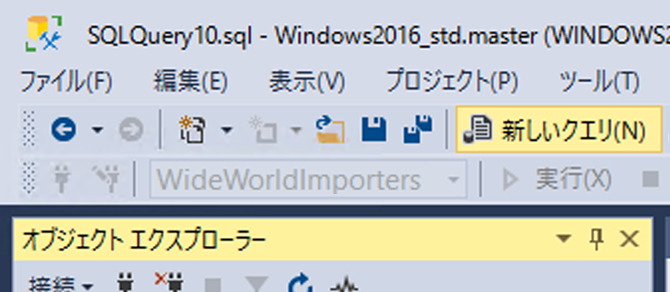 SQLQuery10.sql - Windows2016_std.master (WINDOWS2
ファイル(F) 編集(E) 表示(V) プロジェクト(P) ツール(T)
新しいクエリ(N)
WideWorldImporters 実行(X)
オブジェクト エクスプローラー
接続